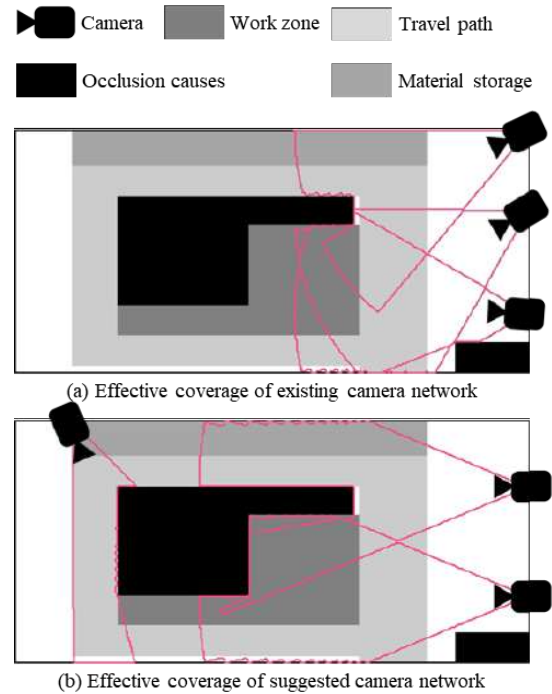 Camera Work zone Travel path
Occlusion causes Material storage
(a) Effective coverage of existing camera network
(b) Effective coverage of suggested camera network